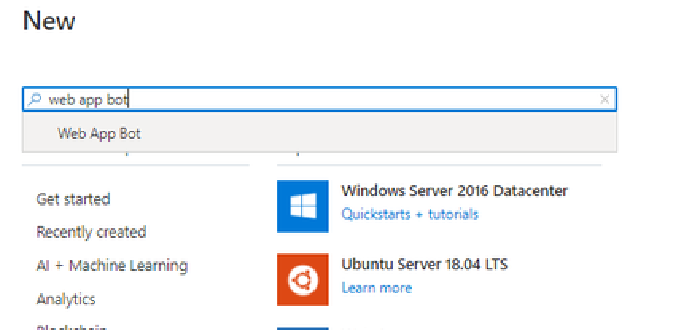 New
web app bot
Web App Bot
Get started
Recently created
AI + Machine Learning
Analytics
Blockchain
Windows Server 2016 Datacenter
Quickstarts + tutorials
Ubuntu Server 18.04 LTS
Learn more